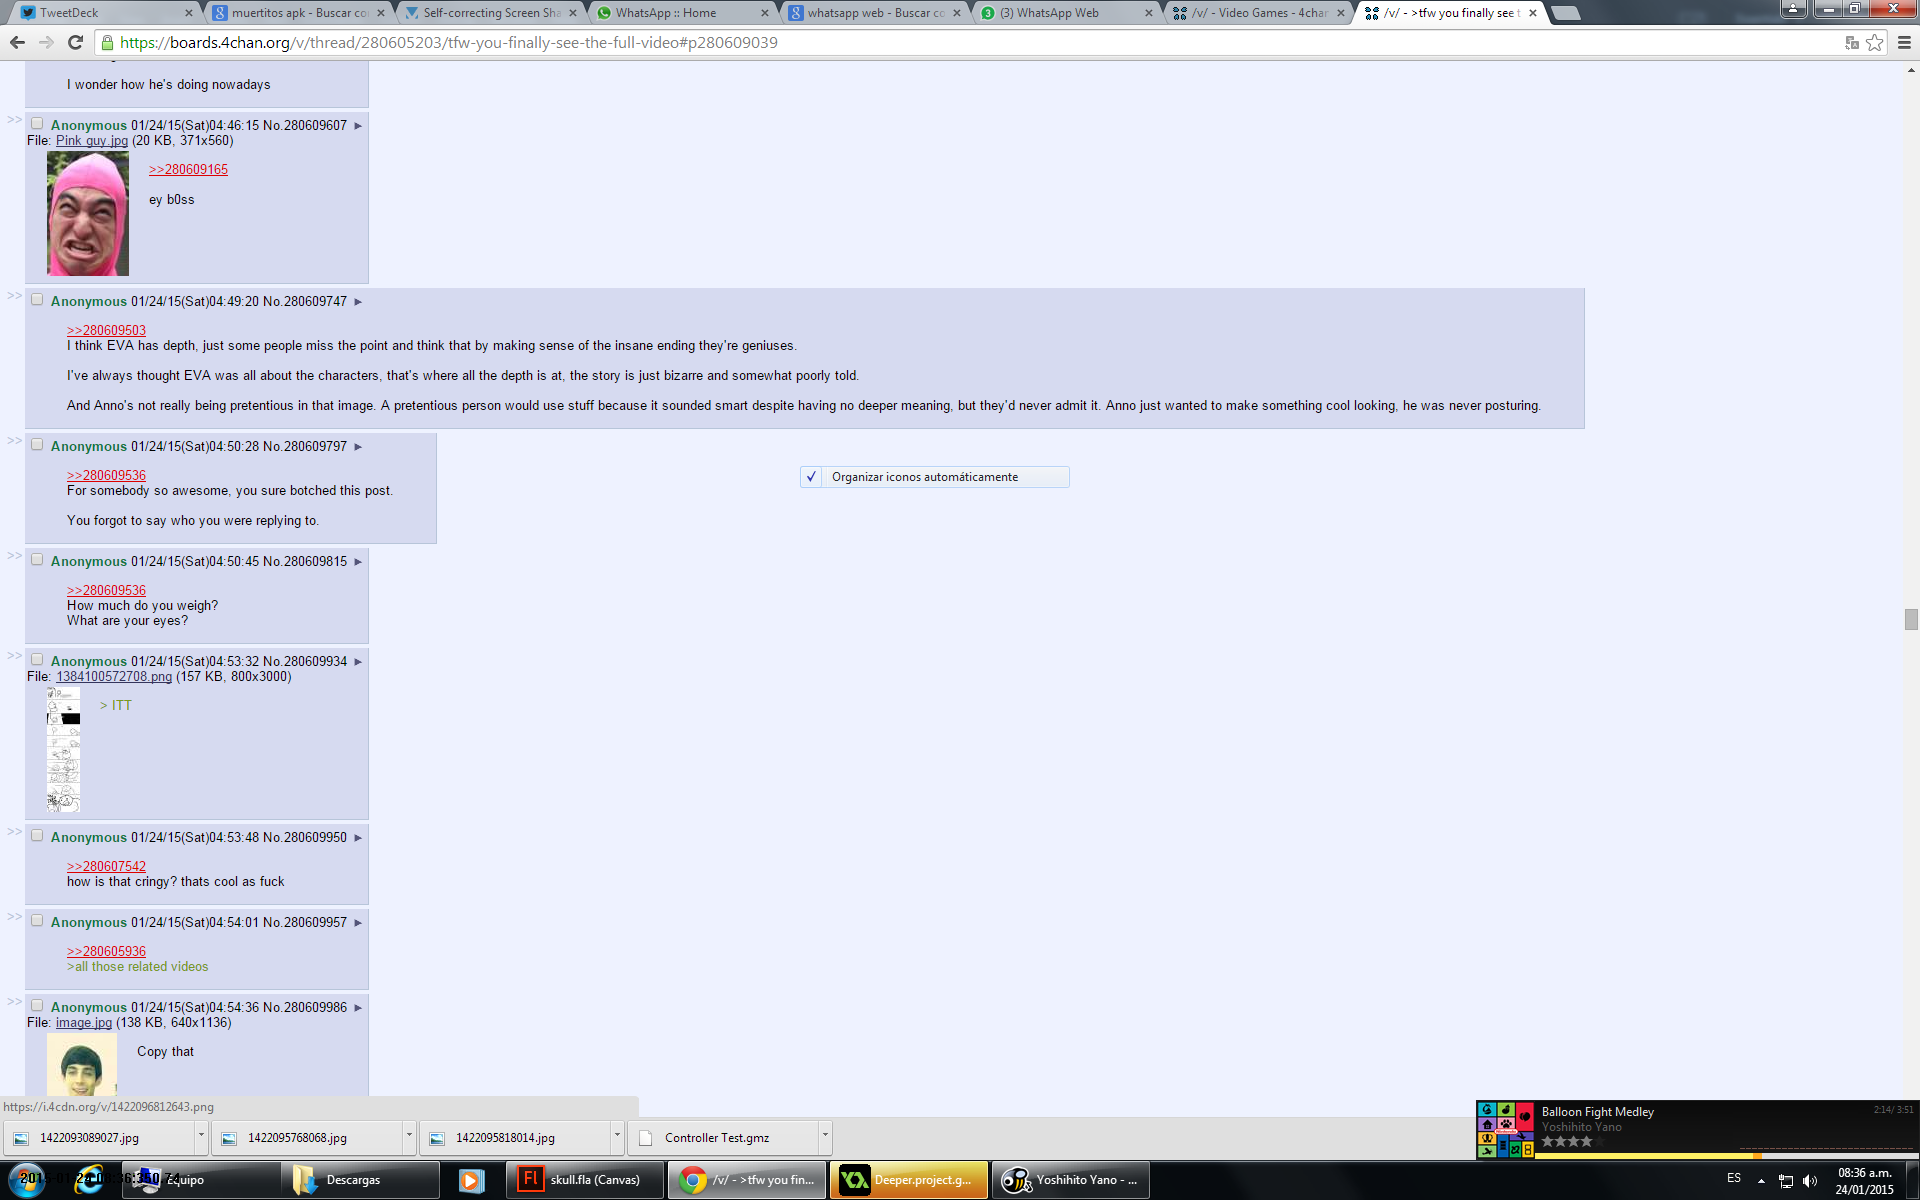 TweetDeck
muertitos apk - Buscar co
Self-correcting Screen Sha
WhatsApp :: Home
whatsapp web - Buscar co
(3) WhatsApp Web
/v/ - Video Games - 4chan
/v/ - >tfw you finally see t
https://boards.4chan.org/v/thread/280605203/tfw-you-finally-see-the-full-video#p280609039
I wonder how he's doing nowadays
>> Anonymous 01/24/15(Sat)04:46:15 No.280609607 ▶
File: Pink guy.jpg (20 KB, 371x560)
>>280609165
ey b0ss
>> Anonymous 01/24/15(Sat)04:49:20 No.280609747 ▶
>>280609503
I think EVA has depth, just some people miss the point and think that by making sense of the insane ending they're geniuses.
I've always thought EVA was all about the characters, that's where all the depth is at, the story is just bizarre and somewhat poorly told.
And Anno's not really being pretentious in that image. A pretentious person would use stuff because it sounded smart despite having no deeper meaning, but they'd never admit it. Anno just wanted to make something cool looking, he was never posturing.
>> Anonymous 01/24/15(Sat)04:50:28 No.280609797 ▶
>>280609536
For somebody so awesome, you sure botched this post.
You forgot to say who you were replying to.
Organizar iconos automáticamente
>> Anonymous 01/24/15(Sat)04:50:45 No.280609815 ▶
>>280609536
How much do you weigh?
What are your eyes?
>> Anonymous 01/24/15(Sat)04:53:32 No.280609934 ▶
File: 1384100572708.png (157 KB, 800x3000)
> ITT
>> Anonymous 01/24/15(Sat)04:53:48 No.280609950 ▶
>>280607542
how is that cringy? thats cool as fuck
>> Anonymous 01/24/15(Sat)04:54:01 No.280609957 ▶
>>280605936
>all those related videos
>> Anonymous 01/24/15(Sat)04:54:36 No.280609986 ▶
File: image.jpg (138 KB, 640x1136)
Copy that
https://i.4cdn.org/v/1422096812643.png
1422093089027.jpg
1422095768068.jpg
1422095818014.jpg
Controller Test.gmz
Balloon Fight Medley
2:14/ 3:51
Yoshihito Yano
Equipo
Descargas
skull.fla (Canvas)
/v/ - >tfw you fin...
Deeper.project.g...
Yoshihito Yano - ...
ES
08:36 a.m.
24/01/2015